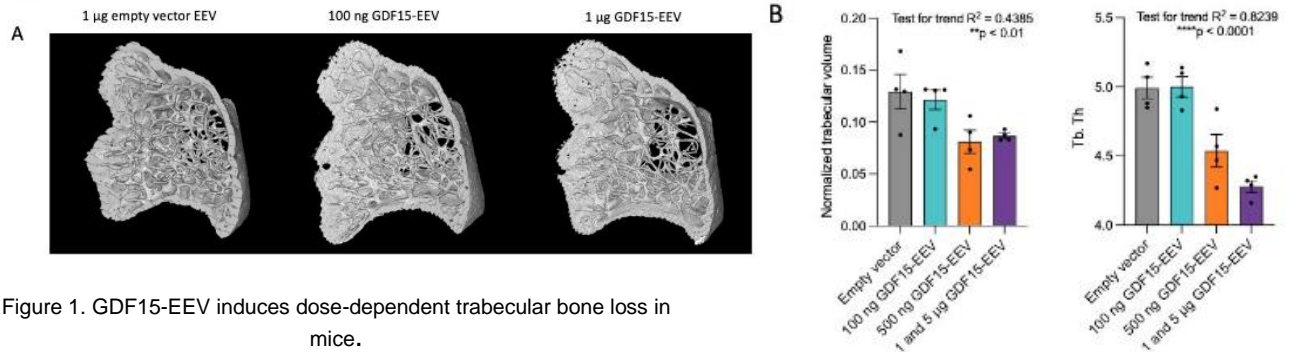 A
1 µg empty vector EEV
100 ng GDF15-EEV
1 µg GDF15-EEV
Figure 1. GDF15-EEV induces dose-dependent trabecular bone loss in
mice.
B
Test for trend R² = 0.4385
**p < 0.01
Normalized trabecular volume
0.20
0.15
0.10
0.05
0.00
Empty vector
100 ng GDF15-EEV
500 ng GDF15-EEV
1 and 5 µg GDF15-EEV
Test for trend R² = 0.8239
****p < 0.0001
Tb. Th
5.5
5.0
4.5
4.0
Empty vector
100 ng GDF15-EEV
500 ng GDF15-EEV
1 and 5 µg GDF15-EEV